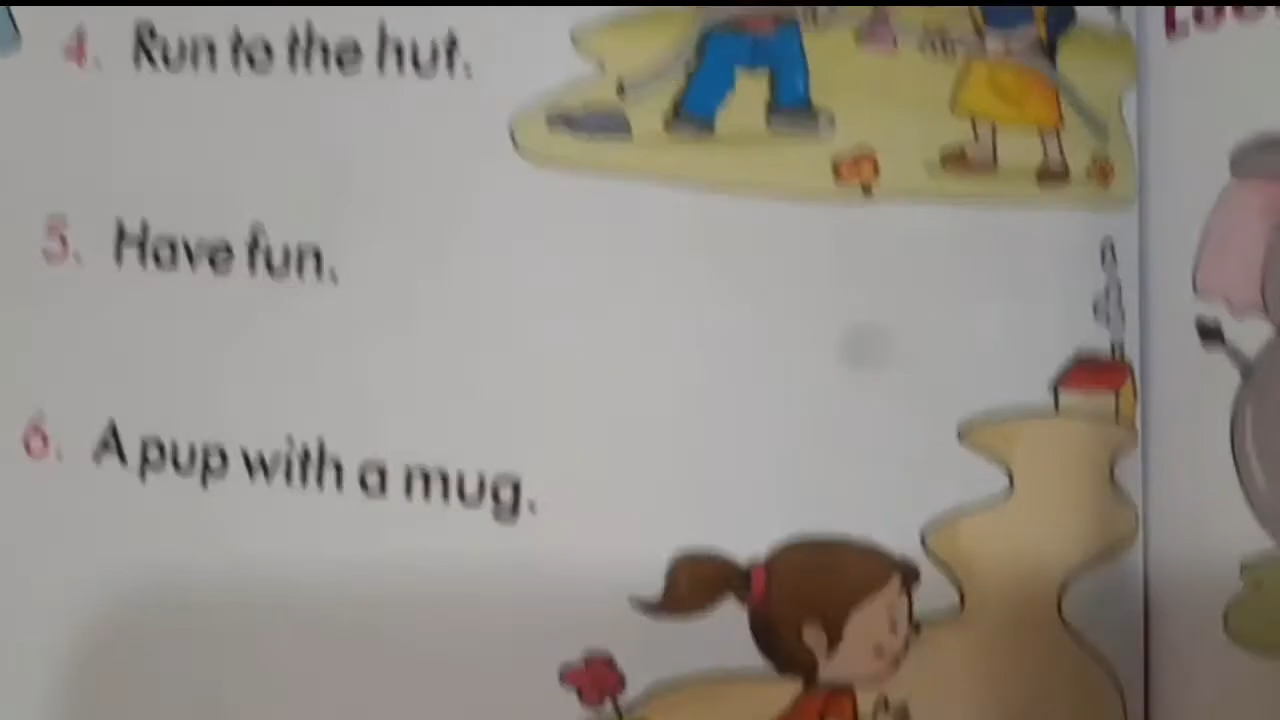 4. Run to the hut.
5. Have fun.
6. A pup with a mug.